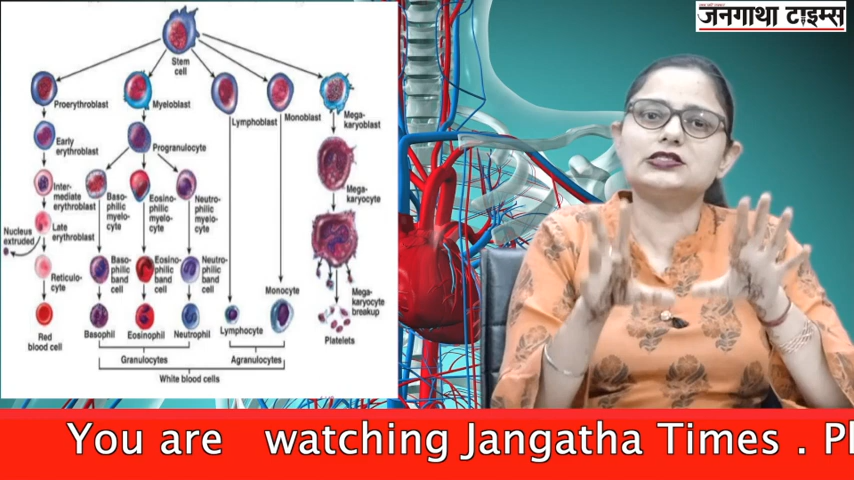 जनगाथा टाइम्स
Stem
cell
Proerythroblast
Myeloblast
Lymphoblast
Monoblast
Mega-
karyoblast
Early
erythroblast
Progranulocyte
Inter-
mediate
erythroblast
Baso-
philic
myelo-
cyte
Eosino-
philic
myelo-
cyte
Neutro-
philic
myelo-
cyte
Mega-
karyocyte
Nucleus
extruded
Late
erythroblast
Reticulo-
cyte
Baso-
philic
band
cell
Eosino-
philic
band
cell
Neutro-
philic
band
cell
Monocyte
Mega-
karyocyte
breakup
Red
blood cell
Basophil
Eosinophil
Neutrophil
Lymphocyte
Platelets
Granulocytes
Agranulocytes
White blood cells
You are watching Jangatha Times . Pl